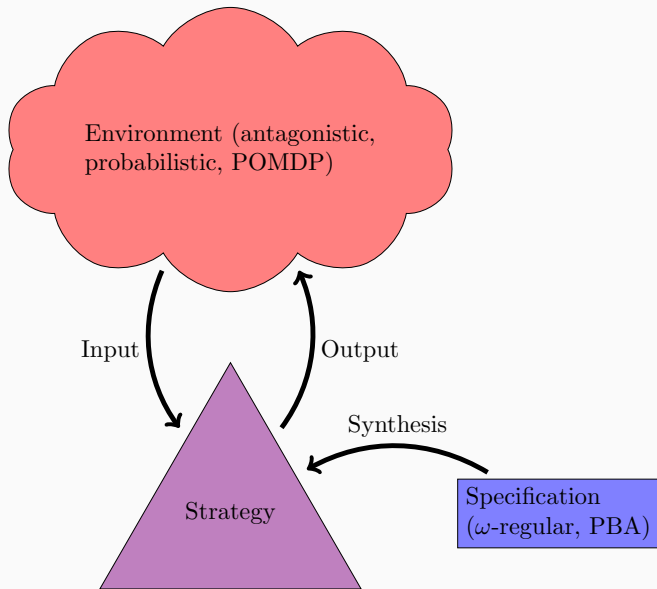 Environment (antagonistic,
probabilistic, POMDP)
Input
Output
Synthesis
Strategy
Specification
(ω-regular, PBA)